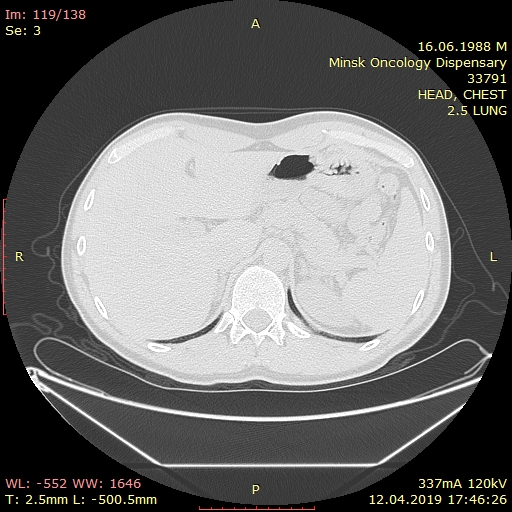 Im: 119/138
Se: 3
A
16.06.1988 M
Minsk Oncology Dispensary
33791
HEAD, CHEST
2.5 LUNG
R
L
WL: -552 WW: 1646
T: 2.5mm L: -500.5mm
P
337mA 120kV
12.04.2019 17:46:26